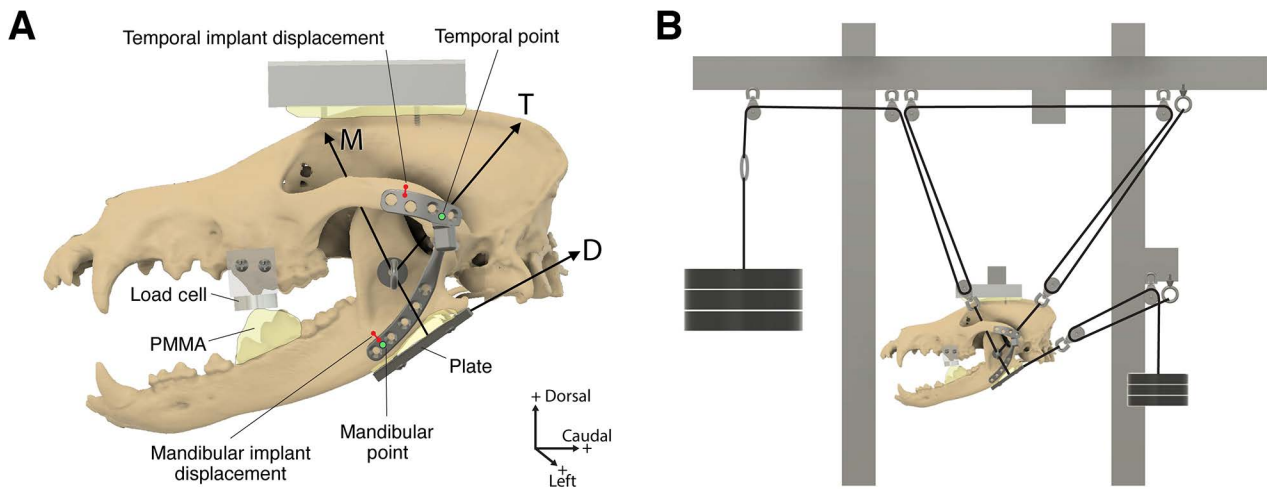 A
B
Temporal implant displacement
Temporal point
T
M
D
Load cell
PMMA
Plate
Mandibular implant
displacement
Mandibular
point
+ Dorsal
Caudal
+
+
Left